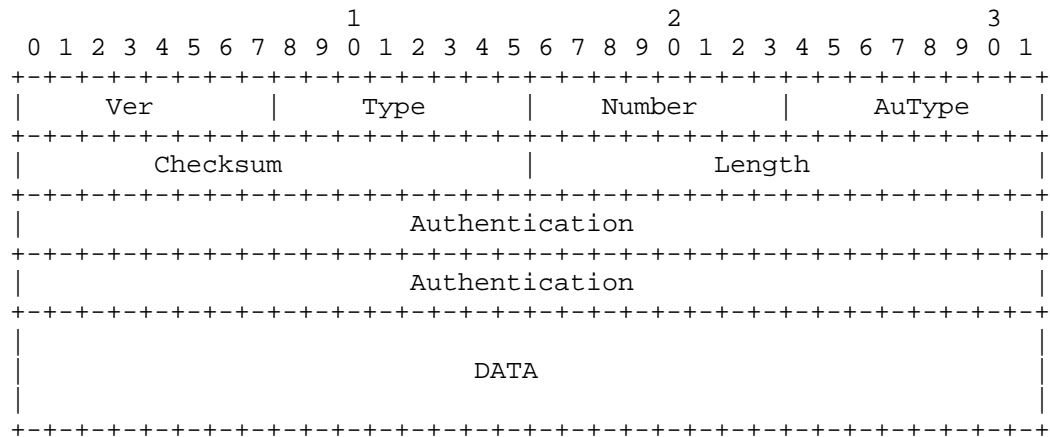 1                   2                   3
 0 1 2 3 4 5 6 7 8 9 0 1 2 3 4 5 6 7 8 9 0 1 2 3 4 5 6 7 8 9 0 1
+-+-+-+-+-+-+-+-+-+-+-+-+-+-+-+-+-+-+-+-+-+-+-+-+-+-+-+-+-+-+-+-+
|     Ver       |     Type      |    Number     |     AuType    |
+-+-+-+-+-+-+-+-+-+-+-+-+-+-+-+-+-+-+-+-+-+-+-+-+-+-+-+-+-+-+-+-+
|        Checksum               |           Length              |
+-+-+-+-+-+-+-+-+-+-+-+-+-+-+-+-+-+-+-+-+-+-+-+-+-+-+-+-+-+-+-+-+
|                        Authentication                         |
+-+-+-+-+-+-+-+-+-+-+-+-+-+-+-+-+-+-+-+-+-+-+-+-+-+-+-+-+-+-+-+-+
|                        Authentication                         |
+-+-+-+-+-+-+-+-+-+-+-+-+-+-+-+-+-+-+-+-+-+-+-+-+-+-+-+-+-+-+-+-+
|                                                               |
|                            DATA                               |
|                                                               |
+-+-+-+-+-+-+-+-+-+-+-+-+-+-+-+-+-+-+-+-+-+-+-+-+-+-+-+-+-+-+-+-+